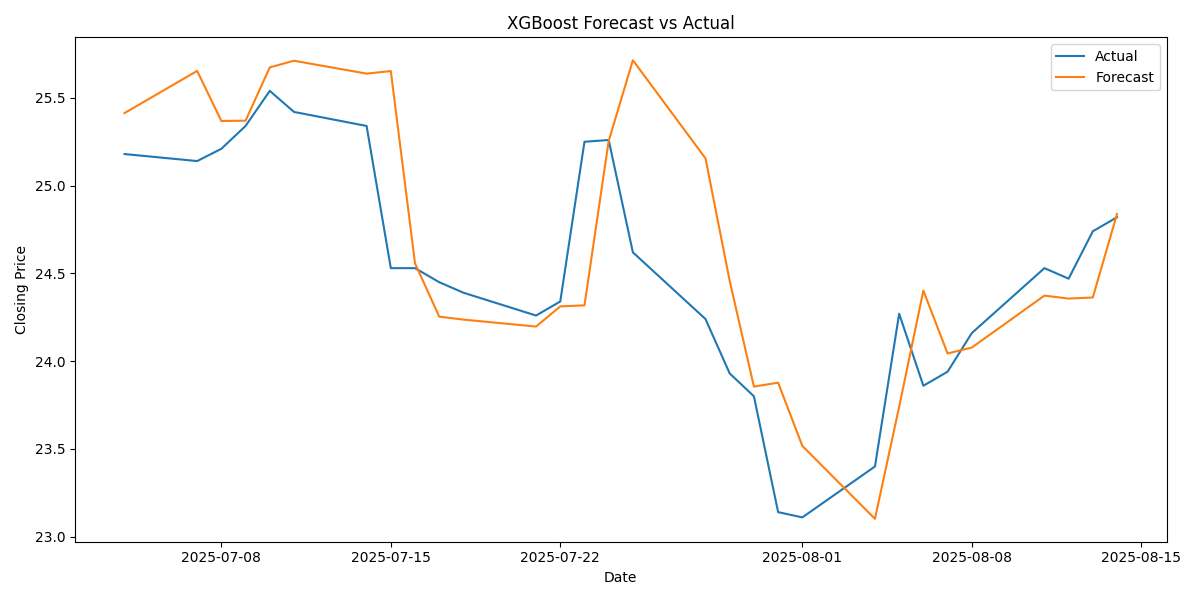 XGBoost Forecast vs Actual
Actual
Forecast
Closing Price
25.5
25.0
24.5
24.0
23.5
23.0
2025-07-08
2025-07-15
2025-07-22
2025-08-01
2025-08-08
2025-08-15
Date